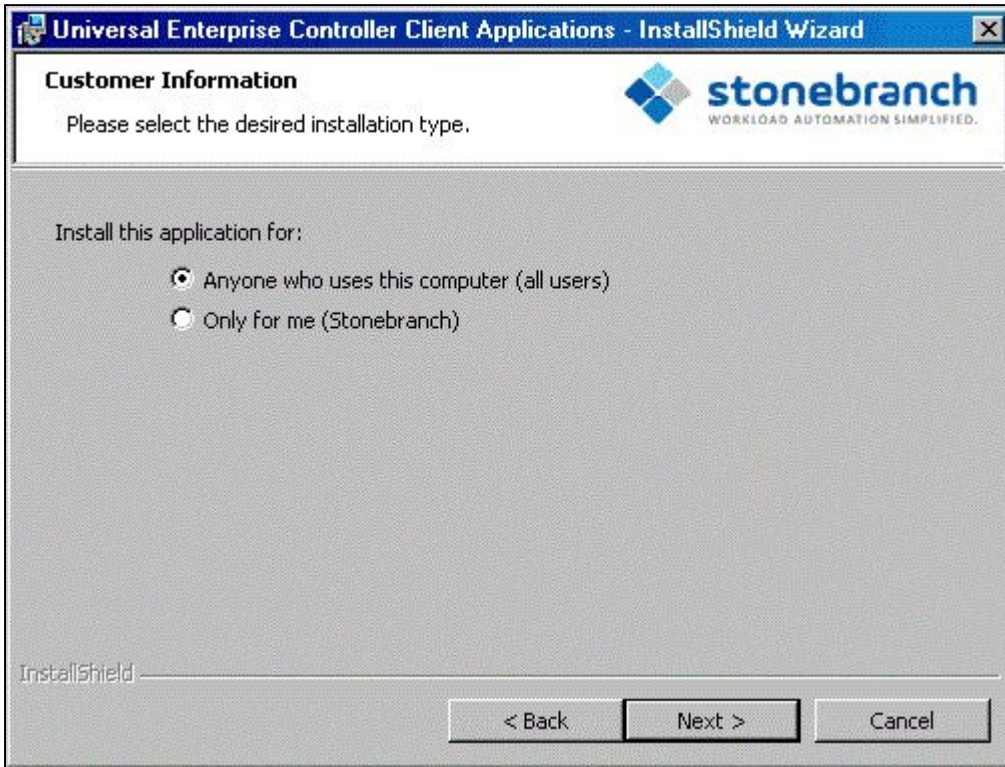 Universal Enterprise Controller Client Applications - InstallShield Wizard
Customer Information
Please select the desired installation type.
stonebranch
WORKLOAD AUTOMATION SIMPLIFIED.
Install this application for:
Anyone who uses this computer (all users)
Only for me (Stonebranch)
InstallShield
< Back
Next >
Cancel